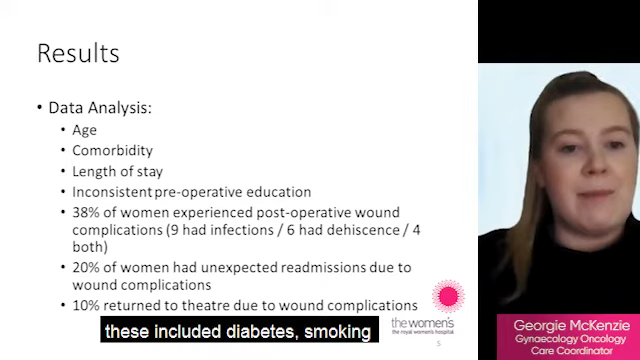 Results
• Data Analysis:
• Age
• Comorbidity
• Length of stay
• Inconsistent pre-operative education
• 38% of women experienced post-operative wound
complications (9 had infections / 6 had dehiscence / 4
both)
• 20% of women had unexpected readmissions due to
wound complications
• 10% returned to theatre due to wound complications
these included diabetes, smoking
the women's
the royal women's hospital
5
Georgie McKenzie
Gynaecology Oncology
Care Coordinator